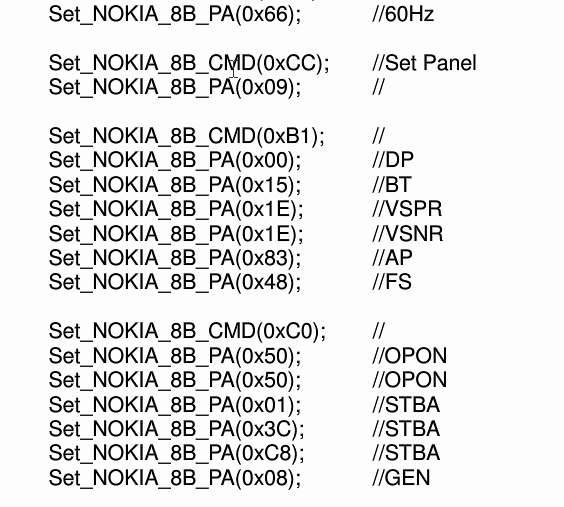 Set_NOKIA_8B_PA(0x66); //60Hz
Set_NOKIA_8B_CMD(0xCC); //Set Panel
Set_NOKIA_8B_PA(0x09); //
Set_NOKIA_8B_CMD(0xB1); //
Set_NOKIA_8B_PA(0x00); //DP
Set_NOKIA_8B_PA(0x15); //BT
Set_NOKIA_8B_PA(0x1E); //VSPR
Set_NOKIA_8B_PA(0x1E); //VSNR
Set_NOKIA_8B_PA(0x83); //AP
Set_NOKIA_8B_PA(0x48); //FS
Set_NOKIA_8B_CMD(0xC0); //
Set_NOKIA_8B_PA(0x50); //OPON
Set_NOKIA_8B_PA(0x50); //OPON
Set_NOKIA_8B_PA(0x01); //STBA
Set_NOKIA_8B_PA(0x3C); //STBA
Set_NOKIA_8B_PA(0xC8); //STBA
Set_NOKIA_8B_PA(0x08); //GEN